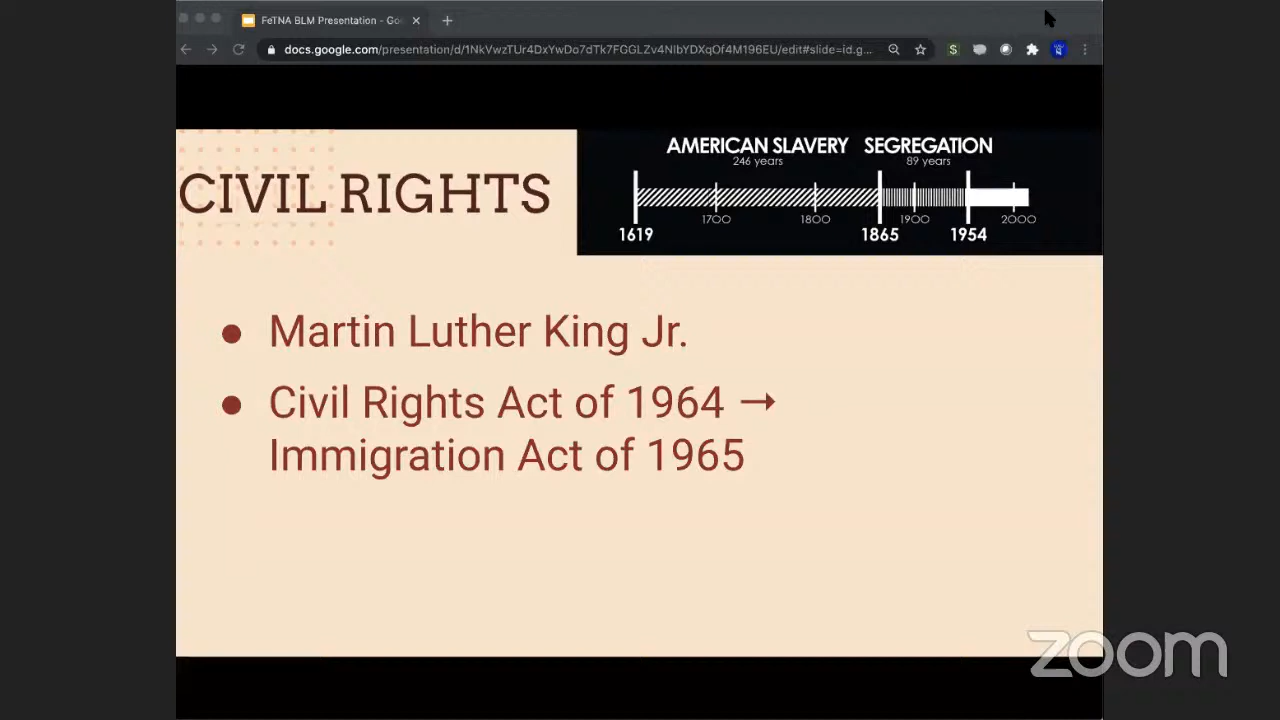 FeTNA BLM Presentation - Go
docs.google.com/presentation/d/1NkVwzTUr4DxYwDo7dTk7FGGLZv4NIbYDXqOf4M196EU/edit#slide=id.g...
CIVIL RIGHTS
AMERICAN SLAVERY SEGREGATION
246 years 89 years
1700 1800 1900 2000
1619 1865 1954
● Martin Luther King Jr.
● Civil Rights Act of 1964 →
Immigration Act of 1965
zoom